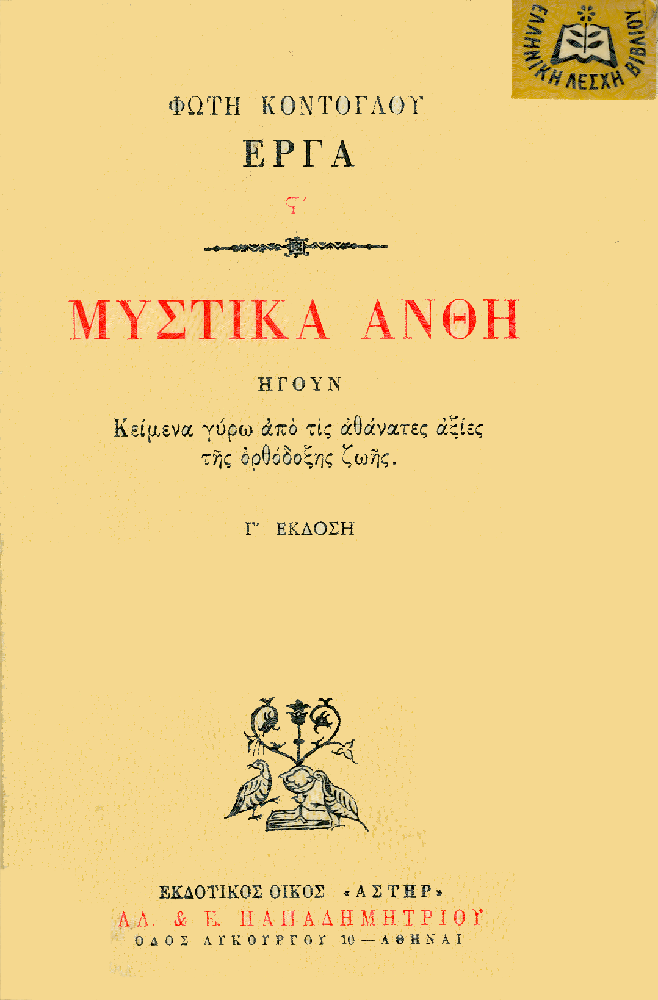 ΕΛΛΗΝΙΚΗ ΛΕΣΧΗ ΒΙΒΛΙΟΥ
ΦΩΤΗ ΚΟΝΤΟΓΛΟΥ
ΕΡΓΑ
Ϛ′
ΜΥΣΤΙΚΑ ΑΝΘΗ
ΗΓΟΥΝ
Κείμενα γύρω ἀπὸ τὶς ἀθάνατες ἀξίες
τῆς ὀρθόδοξης ζωῆς.
Γ′ ΕΚΔΟΣΗ
ΕΚΔΟΤΙΚΟΣ ΟΙΚΟΣ «ΑΣΤΗΡ»
ΑΛ. & Ε. ΠΑΠΑΔΗΜΗΤΡΙΟΥ
ΟΔΟΣ ΛΥΚΟΥΡΓΟΥ 10 — ΑΘΗΝΑΙ